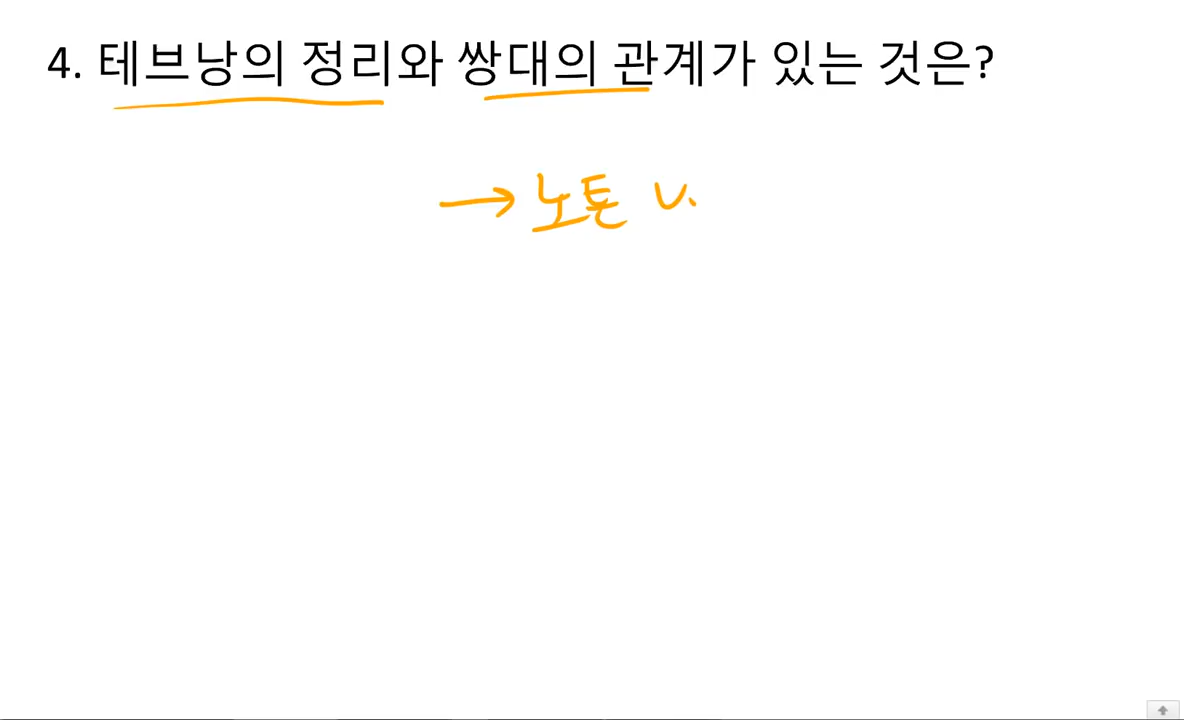 4. 테브낭의 정리와 쌍대의 관계가 있는 것은?
→ 노튼